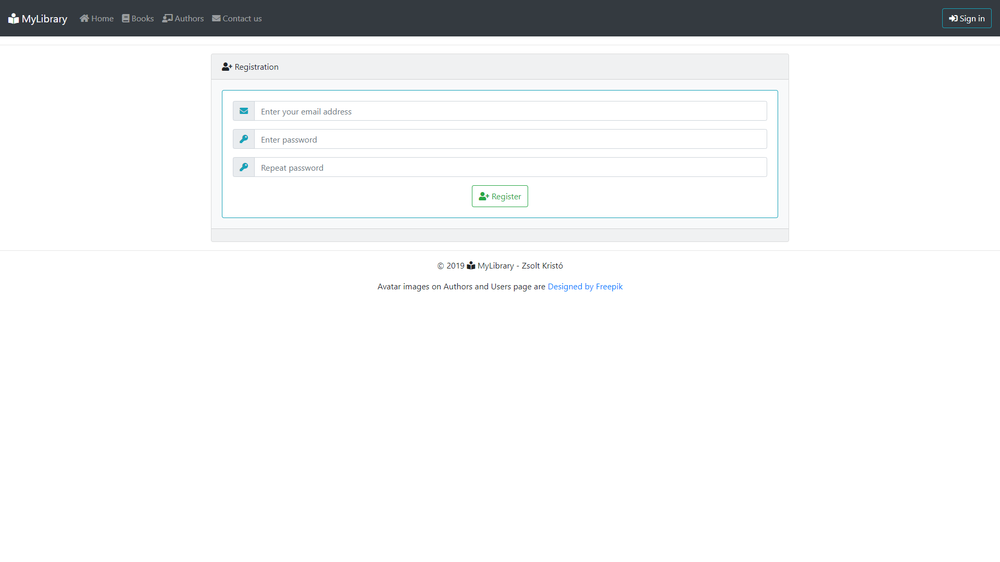 MyLibrary Home Books Authors Contact us Sign in
Registration
Enter your email address
Enter password
Repeat password
Register
© 2019 MyLibrary - Zsolt Kristó
Avatar images on Authors and Users page are Designed by Freepik